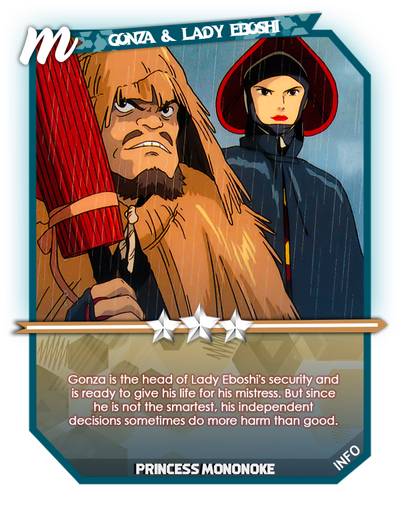 m
GONZA & LADY EBOSHI
Gonza is the head of Lady Eboshi's security and
is ready to give his life for his mistress. But since
he is not the smartest, his independent
decisions sometimes do more harm than good.
PRINCESS MONONOKE
INFO